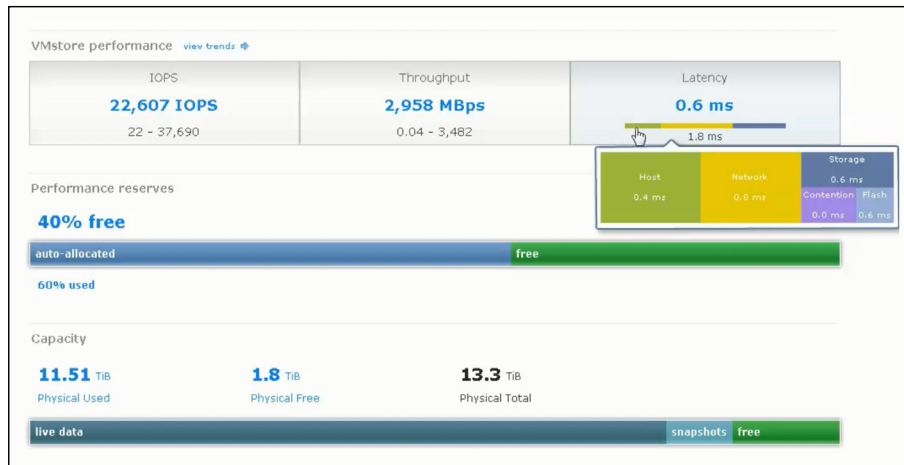 VMstore performance view trends
IOPS
22,607 IOPS
22 - 37,690
Throughput
2,958 MBps
0.04 - 3,482
Latency
0.6 ms
1.8 ms
Host
0.4 ms
Network
0.8 ms
Storage
0.6 ms
Contention
0.0 ms
Flash
0.6 ms
Performance reserves
40% free
auto-allocated free
60% used
Capacity
11.51 TiB
Physical Used
1.8 TiB
Physical Free
13.3 TiB
Physical Total
live data snapshots free